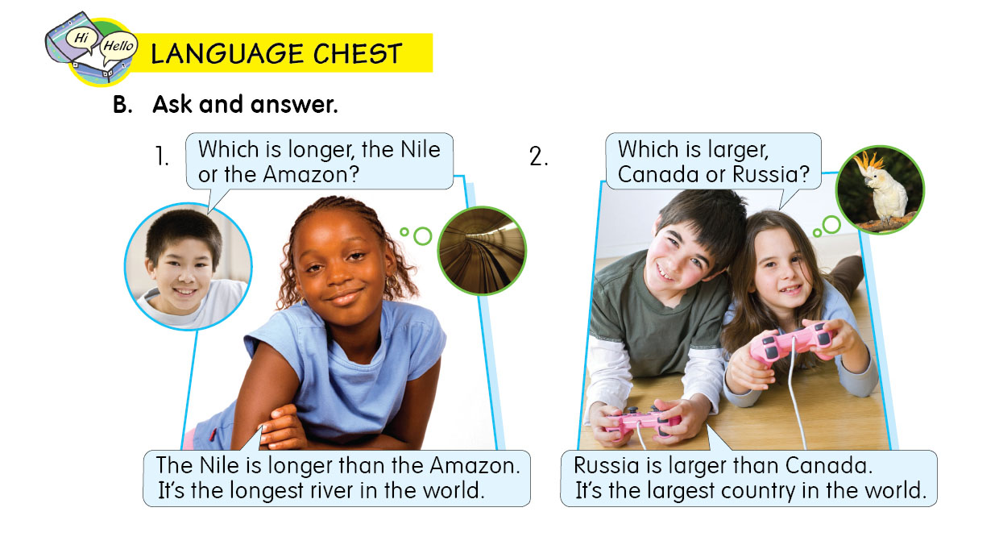 Hi
Hello
LANGUAGE CHEST
B. Ask and answer.
1.
Which is longer, the Nile
or the Amazon?
The Nile is longer than the Amazon.
It's the longest river in the world.
2.
Which is larger,
Canada or Russia?
Russia is larger than Canada.
It's the largest country in the world.